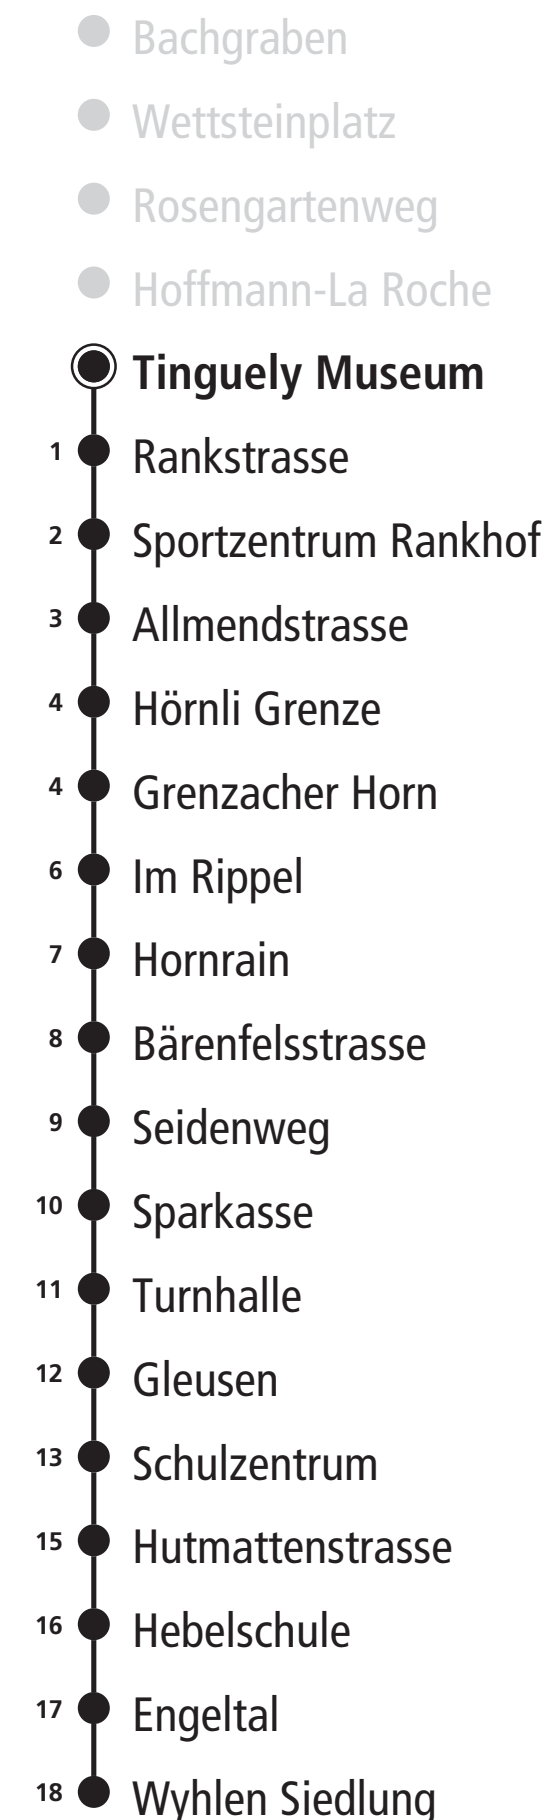 Bachgraben
Wettsteinplatz
Rosengartenweg
Hoffmann-La Roche
Tinguely Museum
1 Rankstrasse
2 Sportzentrum Rankhof
3 Allmendstrasse
4 Hörnli Grenze
4 Grenzacher Horn
6 Im Rippel
7 Hornrain
8 Bärenfelsstrasse
9 Seidenweg
10 Sparkasse
11 Turnhalle
12 Gleusen
13 Schulzentrum
15 Hutmattenstrasse
16 Hebelschule
17 Engeltal
18 Wyhlen Siedlung